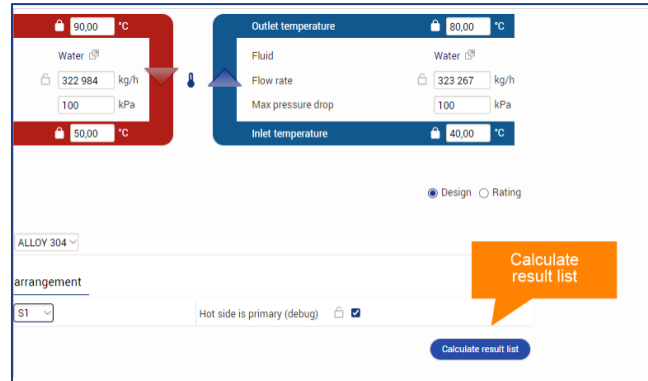 90,00 °C Outlet temperature 80,00 °C
Water Fluid Water
322 984 kg/h Flow rate 323 267 kg/h
100 kPa Max pressure drop 100 kPa
50,00 °C Inlet temperature 40,00 °C
Design Rating
ALLOY 304
Calculate
result list
arrangement
S1 Hot side is primary (debug)
Calculate result list